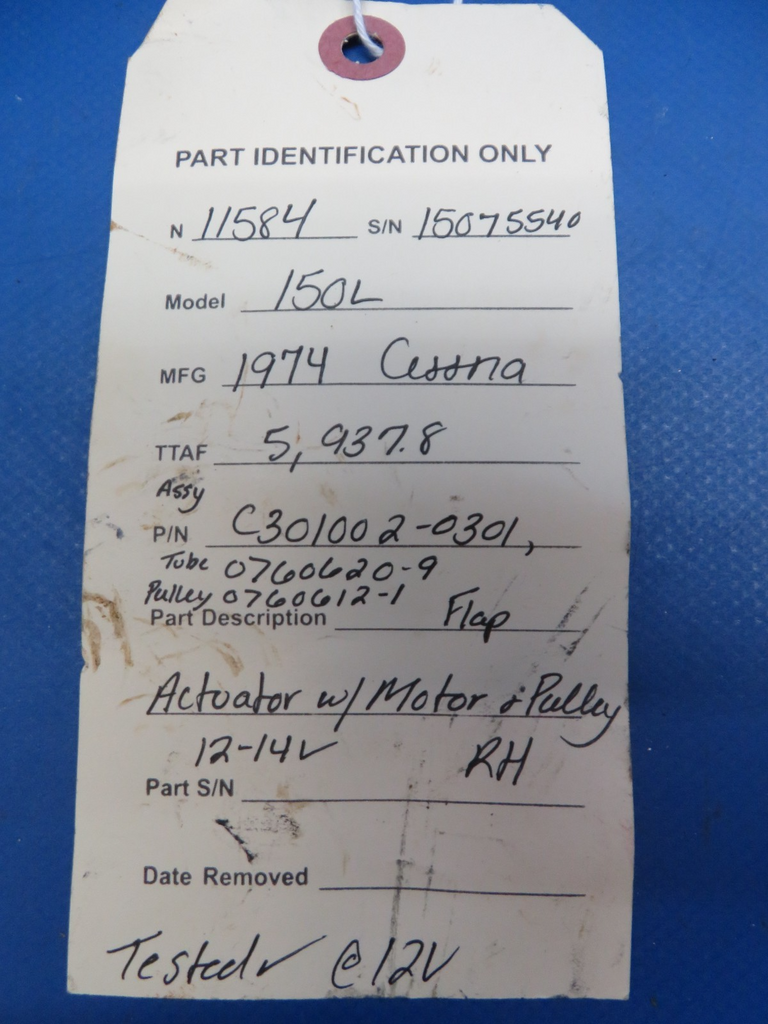 PART IDENTIFICATION ONLY
N 11584 S/N 15075540
Model 150L
MFG 1974 Cessna
TTAF 5,937.8
Assy
P/N C301002-0301,
Tube 0760620-9
Pulley 0760612-1
Part Description Flap
Actuator w/ Motor & Pulley
12-14V RH
Part S/N
Date Removed
Tested ✓ @ 12V